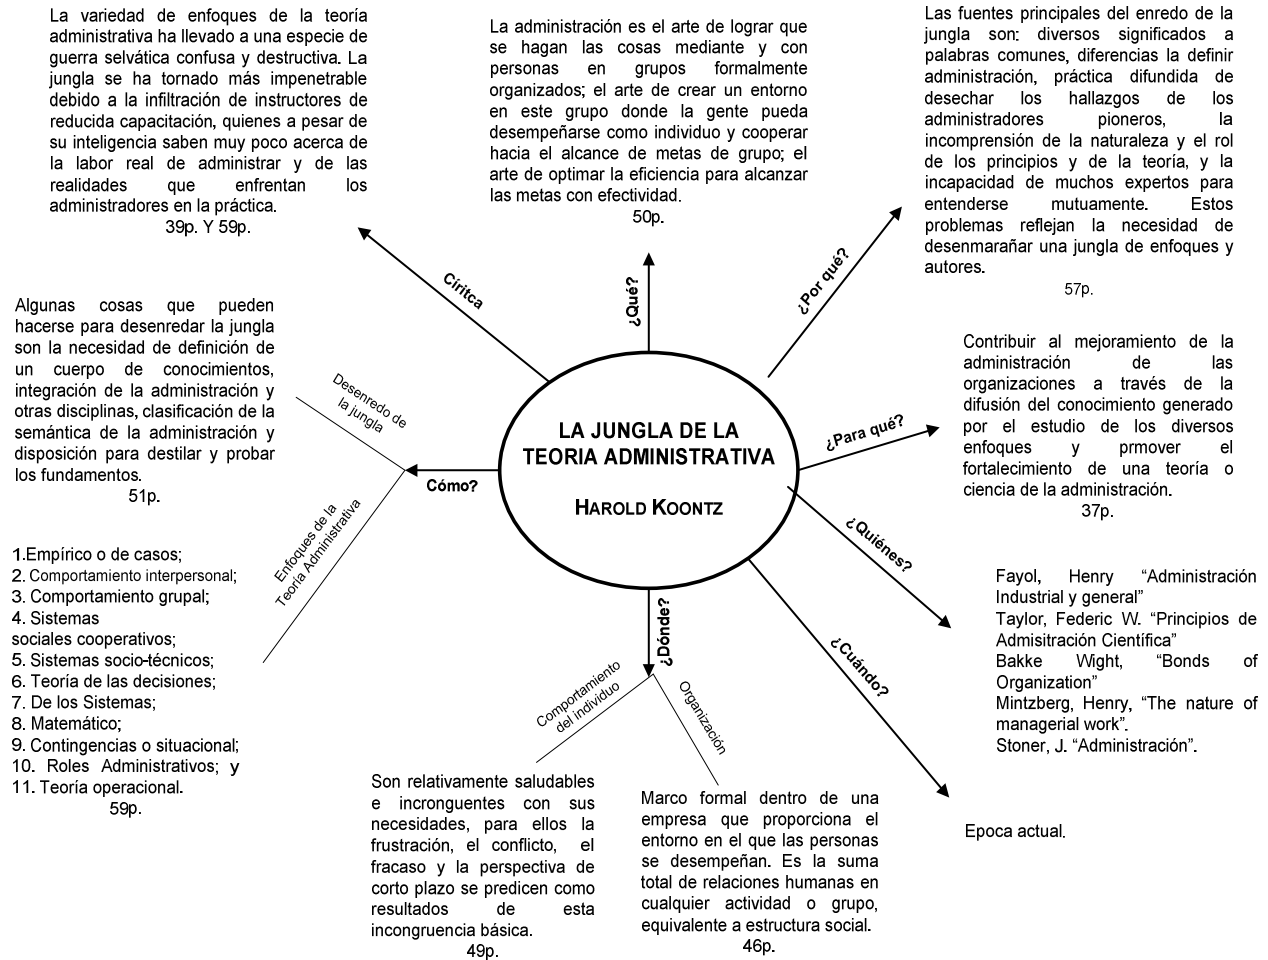 La variedad de enfoques de la teoría
administrativa ha llevado a una especie de
guerra selvática confusa y destructiva. La
jungla se ha tornado más impenetrable
debido a la infiltración de instructores de
reducida capacitación, quienes a pesar de
su inteligencia saben muy poco acerca de
la labor real de administrar y de las
realidades que enfrentan los
administradores en la práctica.
39p. Y 59p.
La administración es el arte de lograr que
se hagan las cosas mediante y con
personas en grupos formalmente
organizados; el arte de crear un entorno
en este grupo donde la gente pueda
desempeñarse como individuo y cooperar
hacia el alcance de metas de grupo; el
arte de optimar la eficiencia para alcanzar
las metas con efectividad.
50p.
Las fuentes principales del enredo de la
jungla son: diversos significados a
palabras comunes, diferencias la definir
administración, práctica difundida de
desechar los hallazgos de los
administradores pioneros, la
incomprensión de la naturaleza y el rol
de los principios y de la teoría, y la
incapacidad de muchos expertos para
entenderse mutuamente. Estos
problemas reflejan la necesidad de
desenmarañar una jungla de enfoques y
autores.
57p.
Círitca
¿Qué?
¿Por qué?
Algunas cosas que pueden
hacerse para desenredar la jungla
son la necesidad de definición de
un cuerpo de conocimientos,
integración de la administración y
otras disciplinas, clasificación de la
semántica de la administración y
disposición para destilar y probar
los fundamentos.
51p.
Desenredo de
la jungla
Cómo?
Enfoques de la
Teoría Administrativa
LA JUNGLA DE LA
TEORIA ADMINISTRATIVA
HAROLD KOONTZ
¿Para qué?
Contribuir al mejoramiento de la
administración de las
organizaciones a través de la
difusión del conocimiento generado
por el estudio de los diversos
enfoques y prmover el
fortalecimiento de una teoría o
ciencia de la administración.
37p.
¿Quiénes?
Fayol, Henry “Administración
Industrial y general”
Taylor, Federic W. “Principios de
Admisitración Científica”
Bakke Wight, “Bonds of
Organization”
Mintzberg, Henry, “The nature of
managerial work”.
Stoner, J. “Administración”.
1.Empírico o de casos;
2. Comportamiento interpersonal;
3. Comportamiento grupal;
4. Sistemas
sociales cooperativos;
5. Sistemas socio-técnicos;
6. Teoría de las decisiones;
7. De los Sistemas;
8. Matemático;
9. Contingencias o situacional;
10. Roles Administrativos; y
11. Teoría operacional.
59p.
¿Dónde?
¿Cuándo?
Comportamiento
del individuo
Organización
Son relativamente saludables
e incronguentes con sus
necesidades, para ellos la
frustración, el conflicto, el
fracaso y la perspectiva de
corto plazo se predicen como
resultados de esta
incongruencia básica.
49p.
Marco formal dentro de una
empresa que proporciona el
entorno en el que las personas
se desempeñan. Es la suma
total de relaciones humanas en
cualquier actividad o grupo,
equivalente a estructura social.
46p.
Epoca actual.